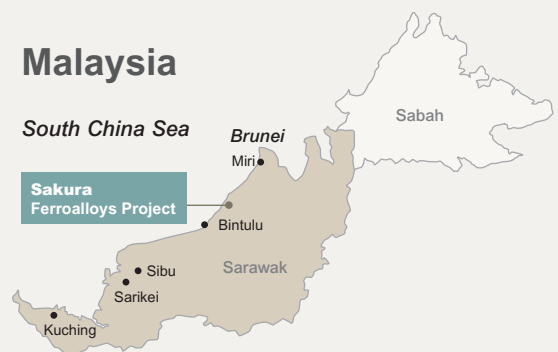 Malaysia
Sabah
South China Sea
Brunei
Miri
Sakura
Ferroalloys Project
Bintulu
Sibu
Sarawak
Sarikei
Kuching